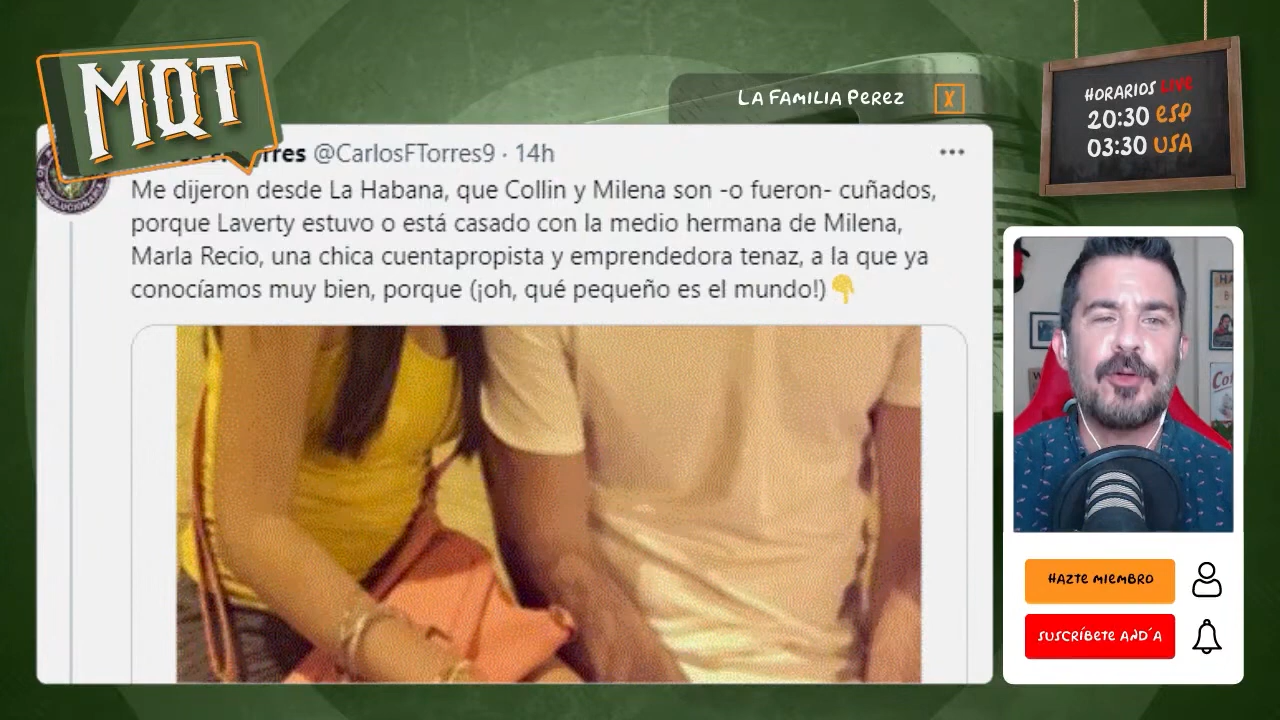 MQT
LA FAMILIA PEREZ X
HORARIOS LIVE
20:30 ESP
03:30 USA
rres @CarlosFTorres9 · 14h
Me dijeron desde La Habana, que Collin y Milena son -o fueron- cuñados,
porque Laverty estuvo o está casado con la medio hermana de Milena,
Marla Recio, una chica cuentapropista y emprendedora tenaz, a la que ya
conocíamos muy bien, porque (¡oh, qué pequeño es el mundo!)👇
HAZTE MIEMBRO
SUSCRÍBETE AND´A